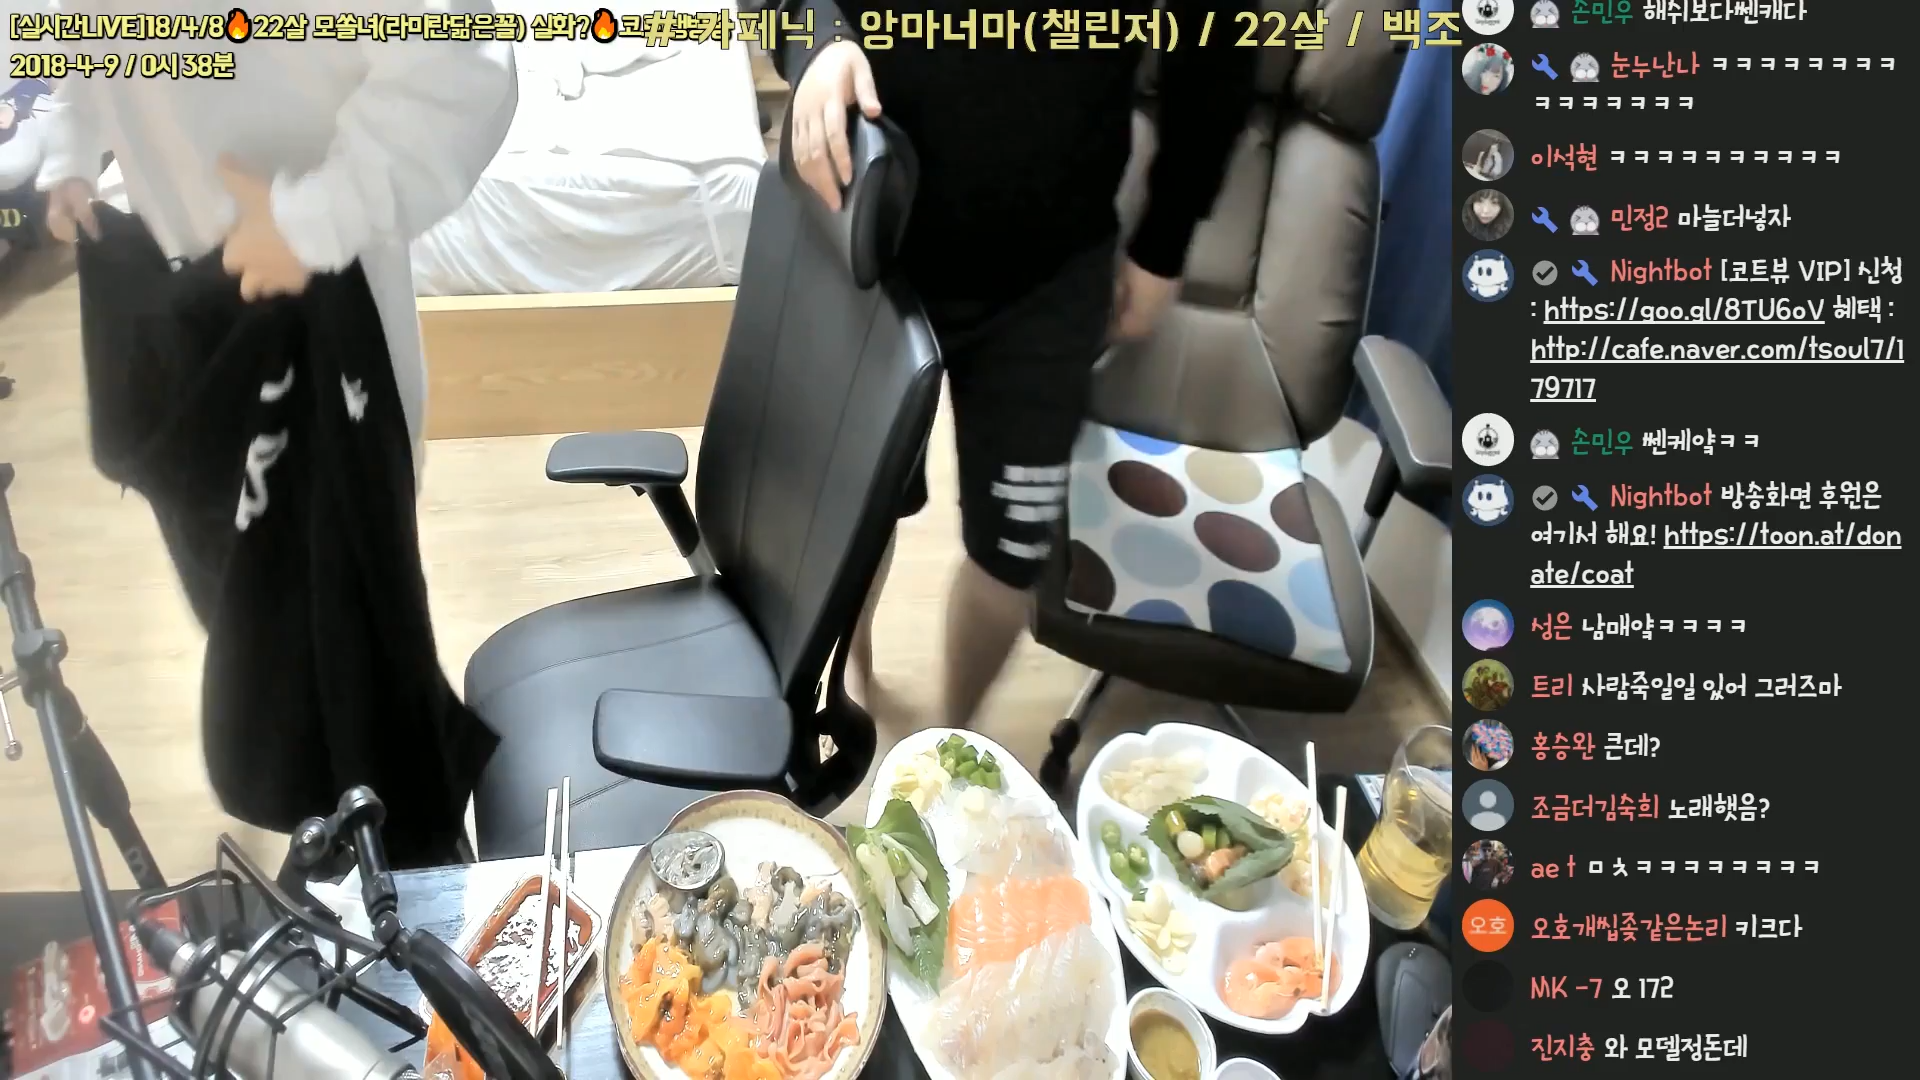 [실시간LIVE]18/4/8🔥22살 모쏠녀(라미란닮은꼴) 실화?🔥코
# 카페닉 : 앙마너마(챌린저) / 22살 / 백조
2018-4-9 / 0시 38분
손민우 해쉬보다쎈캐다
눈누난나 ㅋㅋㅋㅋㅋㅋㅋㅋ
ㅋㅋㅋㅋㅋㅋㅋ
이석현 ㅋㅋㅋㅋㅋㅋㅋㅋㅋㅋ
민정2 마늘더넣자
Nightbot [코트뷰 VIP] 신청
: https://goo.gl/8TU6oV 혜택 :
http://cafe.naver.com/tsoul7/1
79717
손민우 쎈케얔ㅋㅋ
Nightbot 방송화면 후원은
여기서 해요! https://toon.at/don
ate/coat
성은 남매얔ㅋㅋㅋㅋ
트리 사람죽일일 있어 그러즈마
홍승완 큰데?
조금더김숙희 노래했음?
ae t ㅁㅊㅋㅋㅋㅋㅋㅋㅋㅋ
오호
오호개씹좆같은논리 키크다
MK -7 오 172
진지충 와 모델정돈데